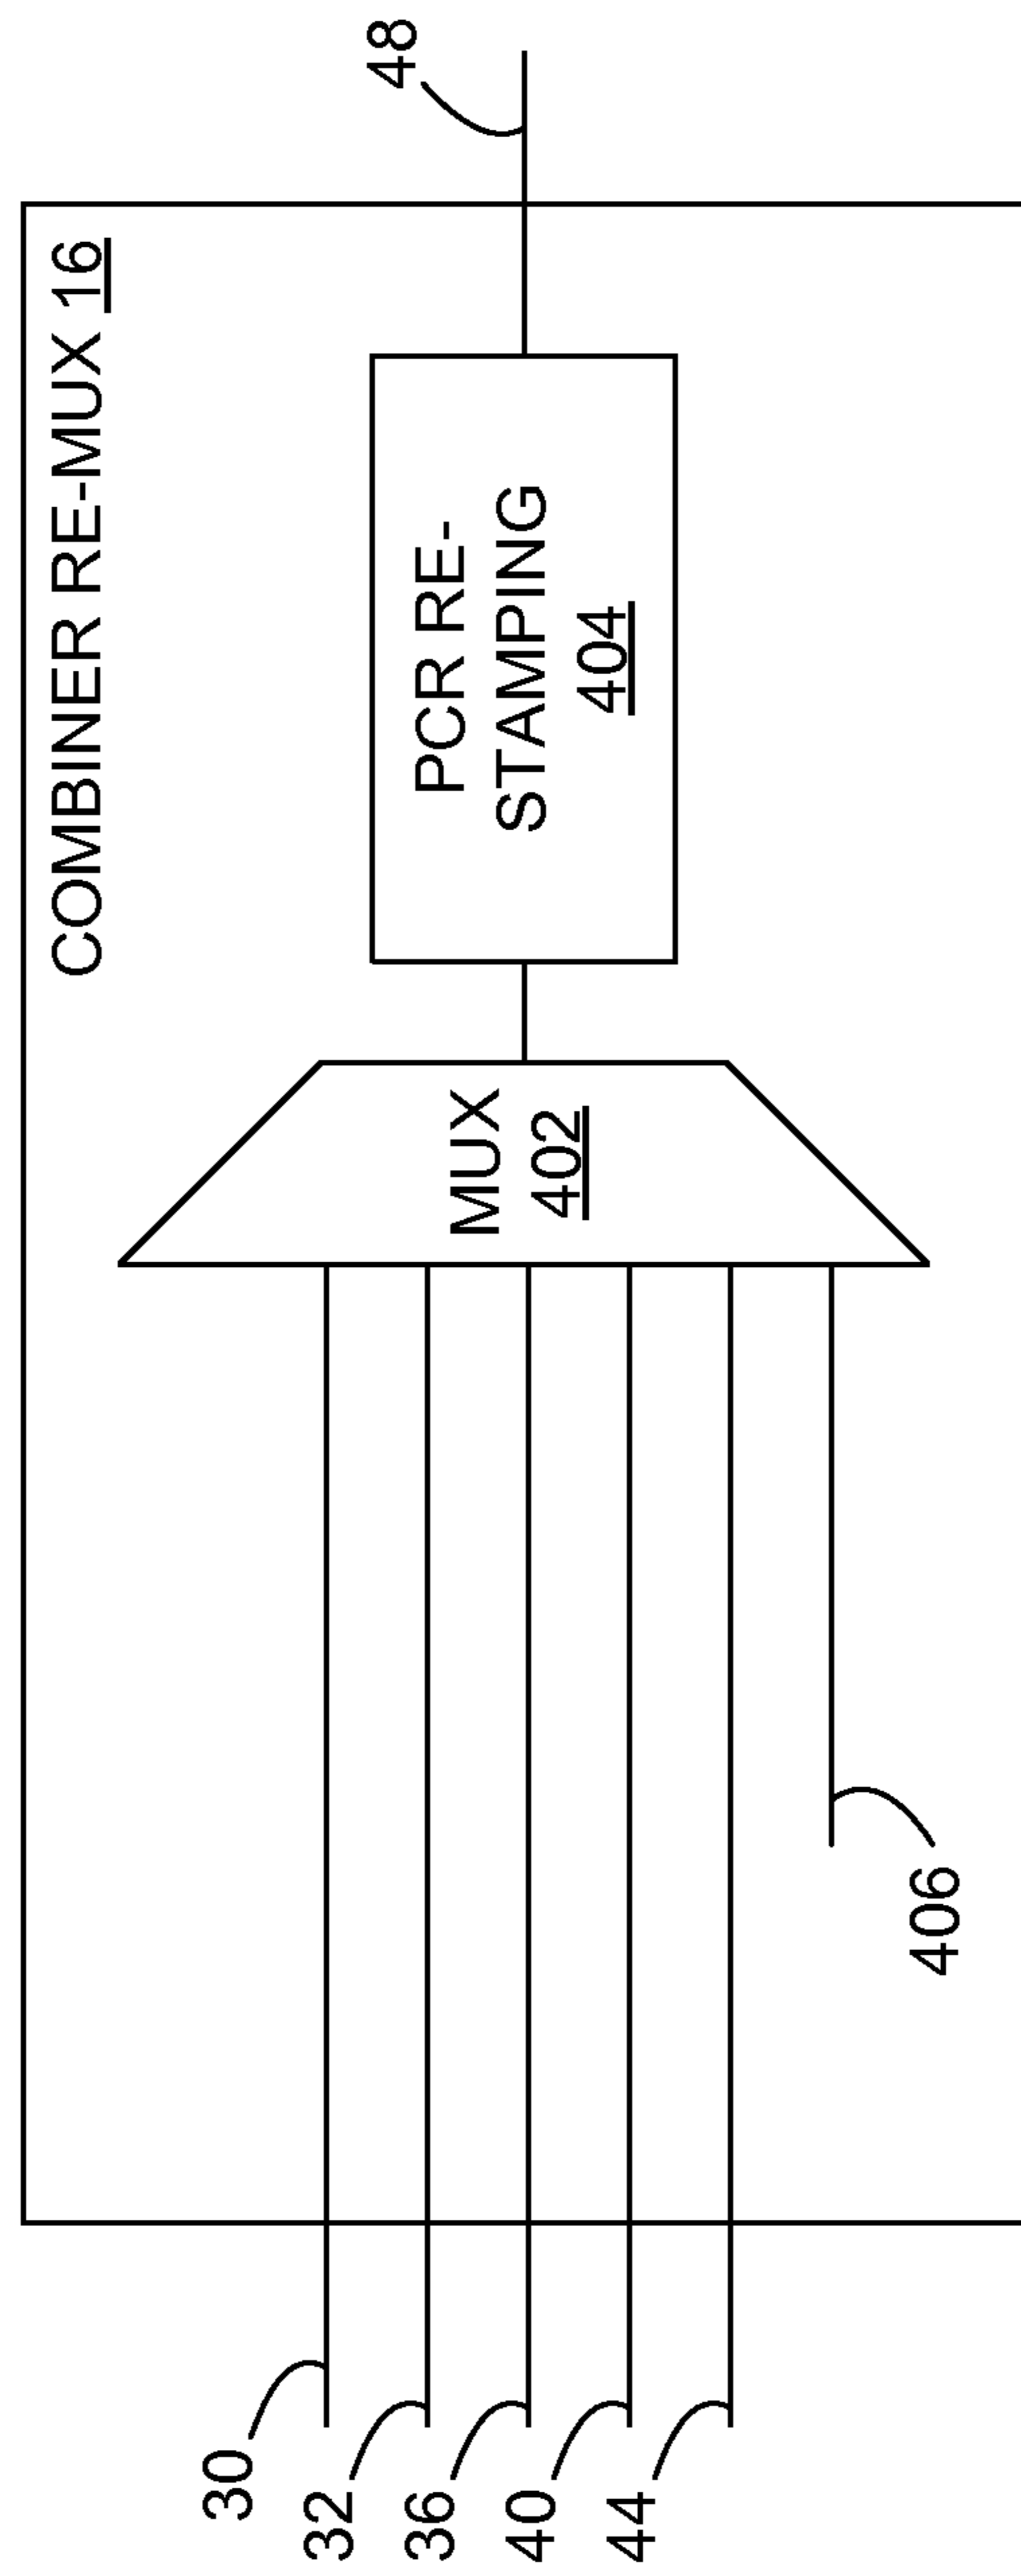 COMBINER RE-MUX 16
48
PCR RE-
STAMPING
404
MUX
402
30
32
36
40
44
406